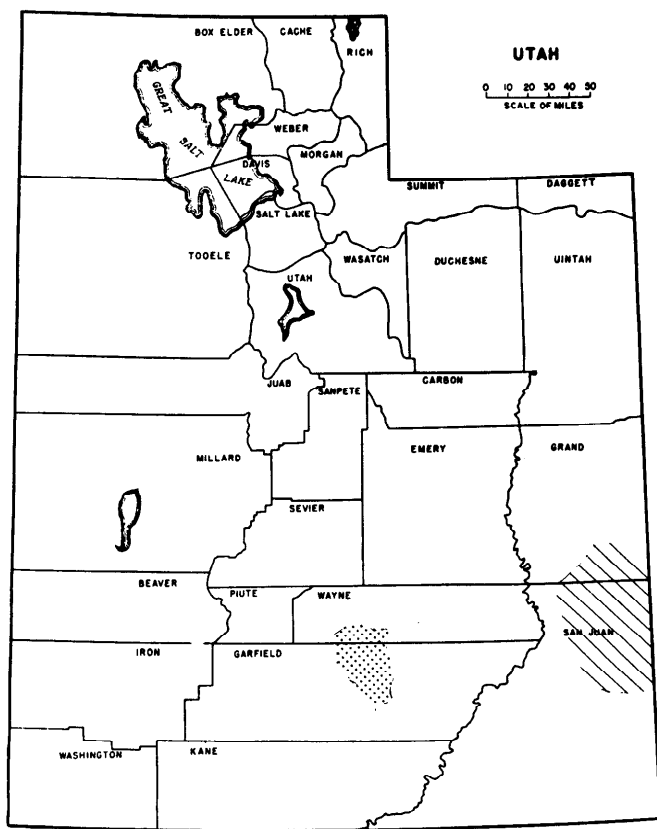 UTAH
0 10 20 30 40 50
SCALE OF MILES
BOX ELDER
CACHE
RICH
GREAT
SALT
LAKE
WEBER
MORGAN
DAVIS
SUMMIT
DAGGETT
SALT LAKE
TOOELE
WASATCH
DUCHESNE
UINTAH
UTAH
JUAB
SANPETE
CARBON
MILLARD
EMERY
GRAND
SEVIER
BEAVER
PIUTE
WAYNE
IRON
GARFIELD
SAN JUAN
WASHINGTON
KANE